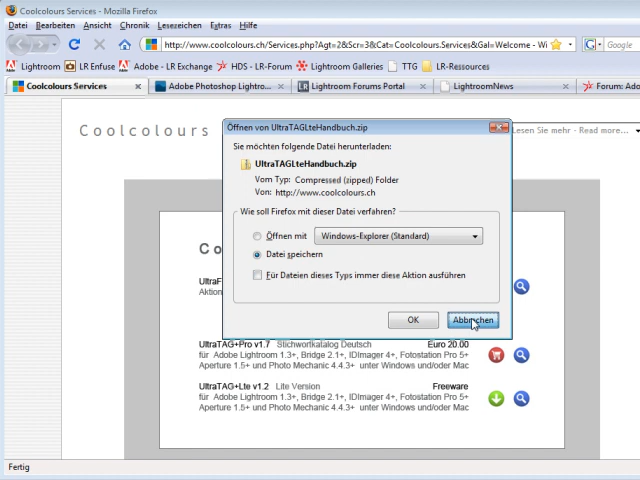 Coolcolours Services - Mozilla Firefox
Datei Bearbeiten Ansicht Chronik Lesezeichen Extras Hilfe
http://www.coolcolours.ch/Services.php?Agt=2&Scr=3&Cat=Coolcolours.Services&Gal=Welcome - Wi
Google
Lightroom LR Enfuse Adobe - LR Exchange HDS - LR-Forum Lightroom Galleries TTG LR-Ressources
Coolcolours Services Adobe Photoshop Lightro... Lightroom Forums Portal LightroomNews Forum: Ado
Coolcolours
Lesen Sie mehr - Read more...
Öffnen von UltraTAGLteHandbuch.zip
Sie möchten folgende Datei herunterladen:
UltraTAGLteHandbuch.zip
Vom Typ: Compressed (zipped) Folder
Von: http://www.coolcolours.ch
Wie soll Firefox mit dieser Datei verfahren?
Öffnen mit Windows-Explorer (Standard)
Datei speichern
Für Dateien dieses Typs immer diese Aktion ausführen
OK Abbrechen
Co
UltraF
Aktion
UltraTAG+Pro v1.7 Stichwortkatalog Deutsch Euro 20.00
für Adobe Lightroom 1.3+, Bridge 2.1+, IDImager 4+, Fotostation Pro 5+
Aperture 1.5+ und Photo Mechanic 4.4.3+ unter Windows und/oder Mac
UltraTAG+Lte v1.2 Lite Version Freeware
für Adobe Lightroom 1.3+, Bridge 2.1+, IDImager 4+, Fotostation Pro 5+
Aperture 1.5+ und Photo Mechanic 4.4.3+ unter Windows und/oder Mac
Fertig